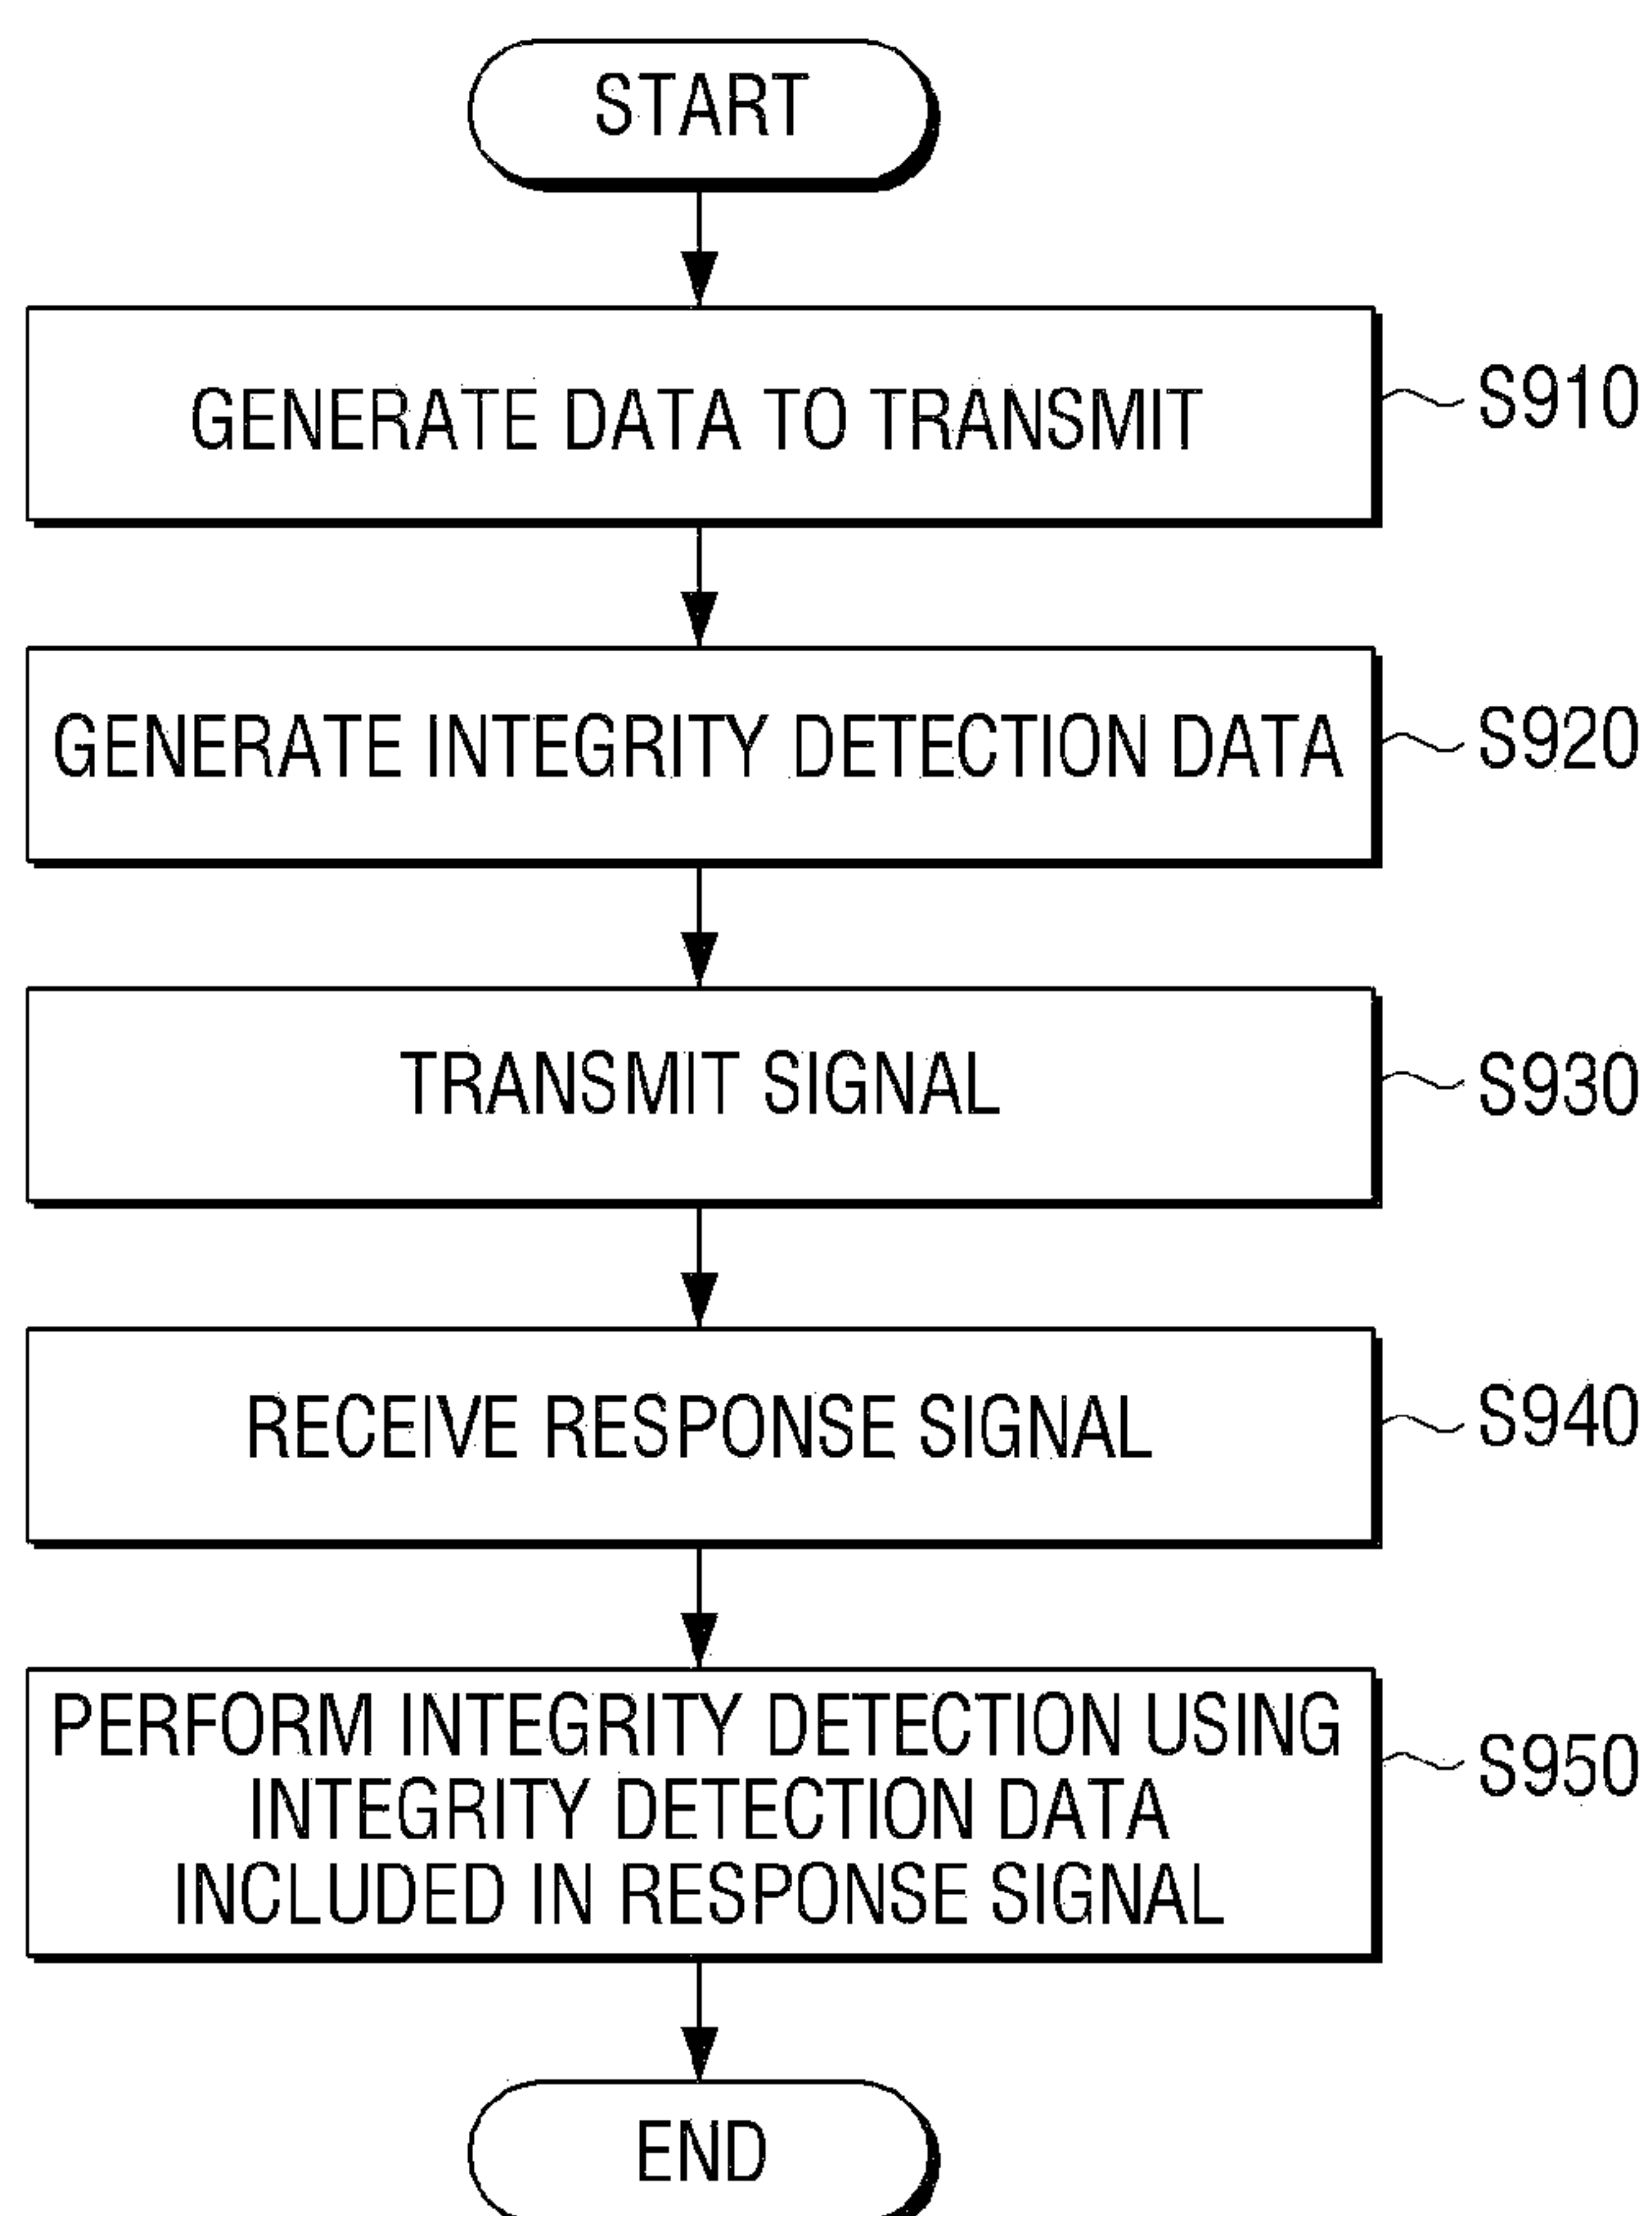 START
GENERATE DATA TO TRANSMIT
S910
GENERATE INTEGRITY DETECTION DATA
S920
TRANSMIT SIGNAL
S930
RECEIVE RESPONSE SIGNAL
S940
PERFORM INTEGRITY DETECTION USING
INTEGRITY DETECTION DATA
INCLUDED IN RESPONSE SIGNAL
S950
END